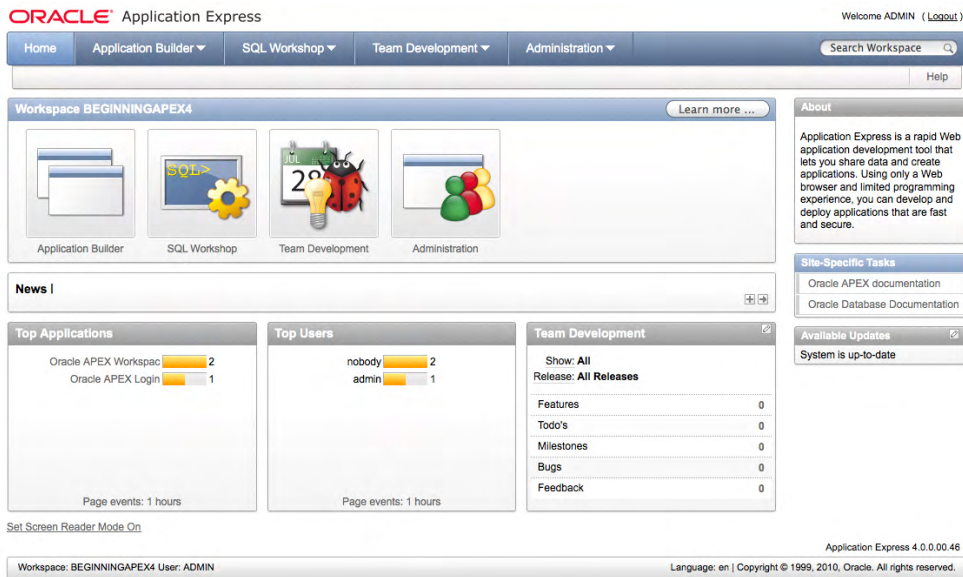 ORACLE Application Express
Welcome ADMIN ( Logout )
Home
Application Builder
SQL Workshop
Team Development
Administration
Search Workspace
Help
Workspace BEGINNINGAPEX4
Learn more ...
SQL>
JUL
28
Application Builder
SQL Workshop
Team Development
Administration
About
Application Express is a rapid Web
application development tool that
lets you share data and create
applications. Using only a Web
browser and limited programming
experience, you can develop and
deploy applications that are fast
and secure.
Site-Specific Tasks
Oracle APEX documentation
Oracle Database Documentation
Available Updates
System is up-to-date
News
Top Applications
Oracle APEX Workspac 2
Oracle APEX Login 1
Page events: 1 hours
Top Users
nobody 2
admin 1
Page events: 1 hours
Team Development
Show: All
Release: All Releases
Features 0
Todo's 0
Milestones 0
Bugs 0
Feedback 0
Set Screen Reader Mode On
Application Express 4.0.0.00.46
Workspace: BEGINNINGAPEX4 User: ADMIN
Language: en | Copyright © 1999, 2010, Oracle. All rights reserved.